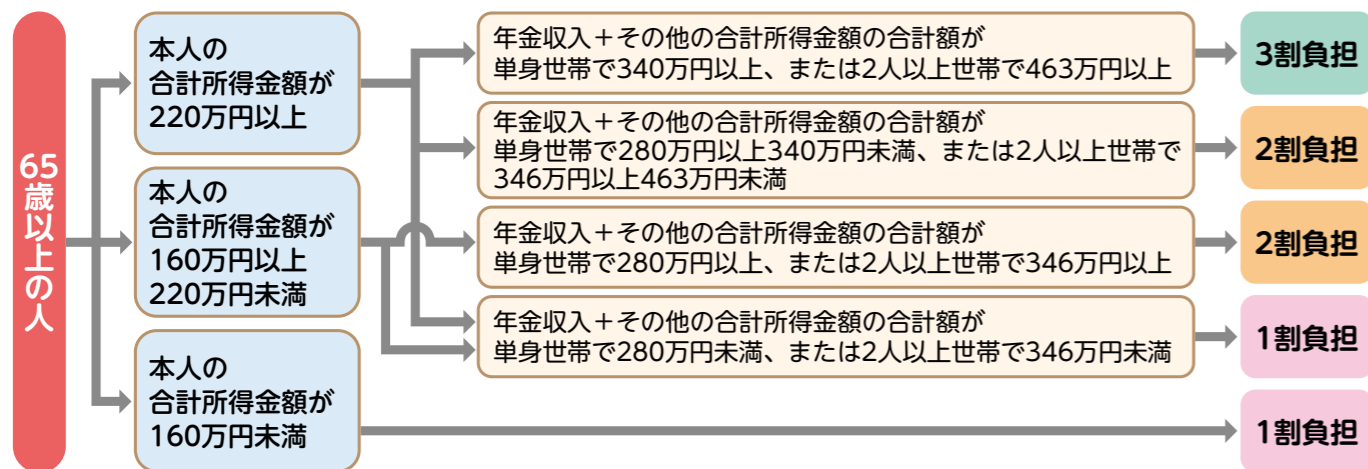 65歳以上の人
本人の
合計所得金額が
220万円以上
本人の
合計所得金額が
160万円以上
220万円未満
本人の
合計所得金額が
160万円未満
年金収入＋その他の合計所得金額の合計額が
単身世帯で340万円以上、または2人以上世帯で463万円以上
3割負担
年金収入＋その他の合計所得金額の合計額が
単身世帯で280万円以上340万円未満、または2人以上世帯で
346万円以上463万円未満
2割負担
年金収入＋その他の合計所得金額の合計額が
単身世帯で280万円以上、または2人以上世帯で346万円以上
2割負担
年金収入＋その他の合計所得金額の合計額が
単身世帯で280万円未満、または2人以上世帯で346万円未満
1割負担
1割負担